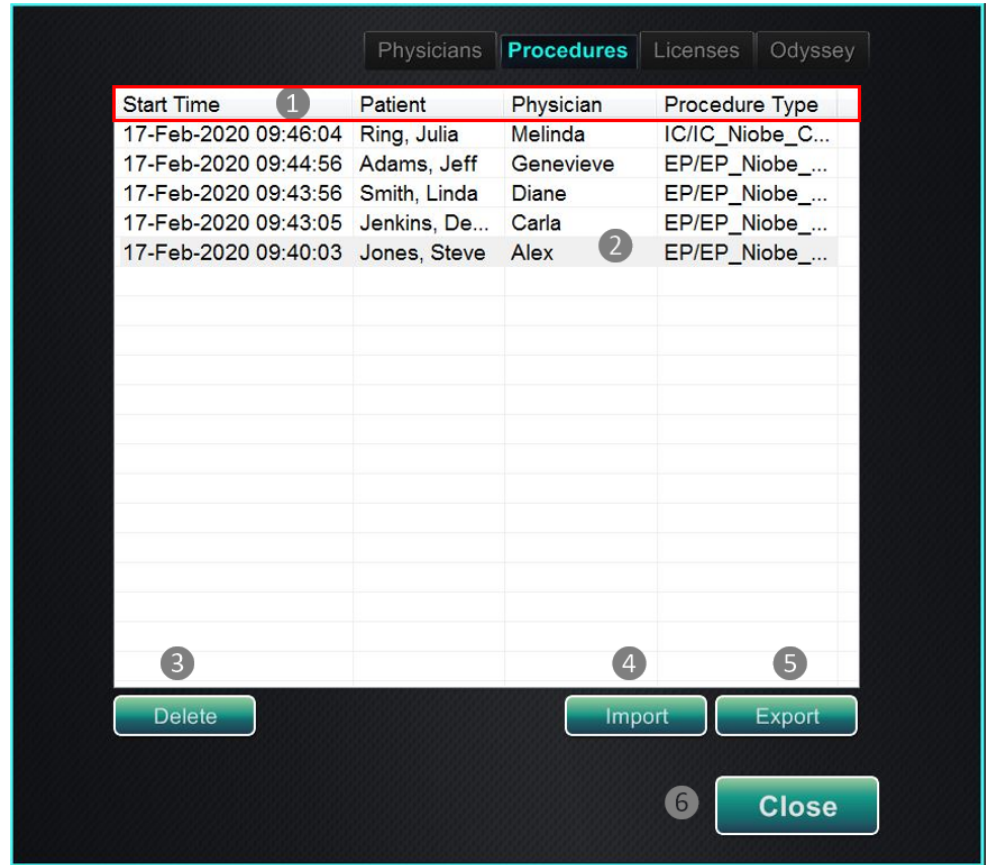 Physicians Procedures Licenses Odyssey
Start Time 1 Patient Physician Procedure Type
17-Feb-2020 09:46:04 Ring, Julia Melinda IC/IC_Niobe_C...
17-Feb-2020 09:44:56 Adams, Jeff Genevieve EP/EP_Niobe_...
17-Feb-2020 09:43:56 Smith, Linda Diane EP/EP_Niobe_...
17-Feb-2020 09:43:05 Jenkins, De... Carla EP/EP_Niobe_...
17-Feb-2020 09:40:03 Jones, Steve Alex 2 EP/EP_Niobe_...
3 4 5
Delete Import Export
6 Close